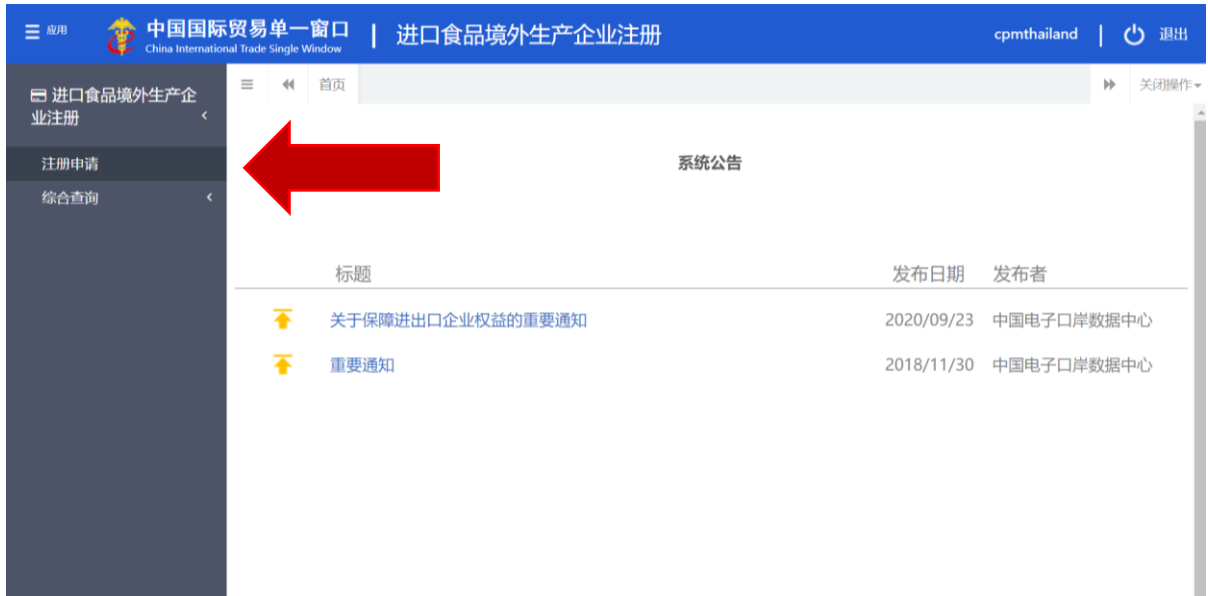 应用
中国国际贸易单一窗口
China International Trade Single Window
进口食品境外生产企业注册
cpmthailand
退出
进口食品境外生产企
业注册
注册申请
综合查询
首页
关闭操作
系统公告
标题 发布日期 发布者
关于保障进出口企业权益的重要通知 2020/09/23 中国电子口岸数据中心
重要通知 2018/11/30 中国电子口岸数据中心